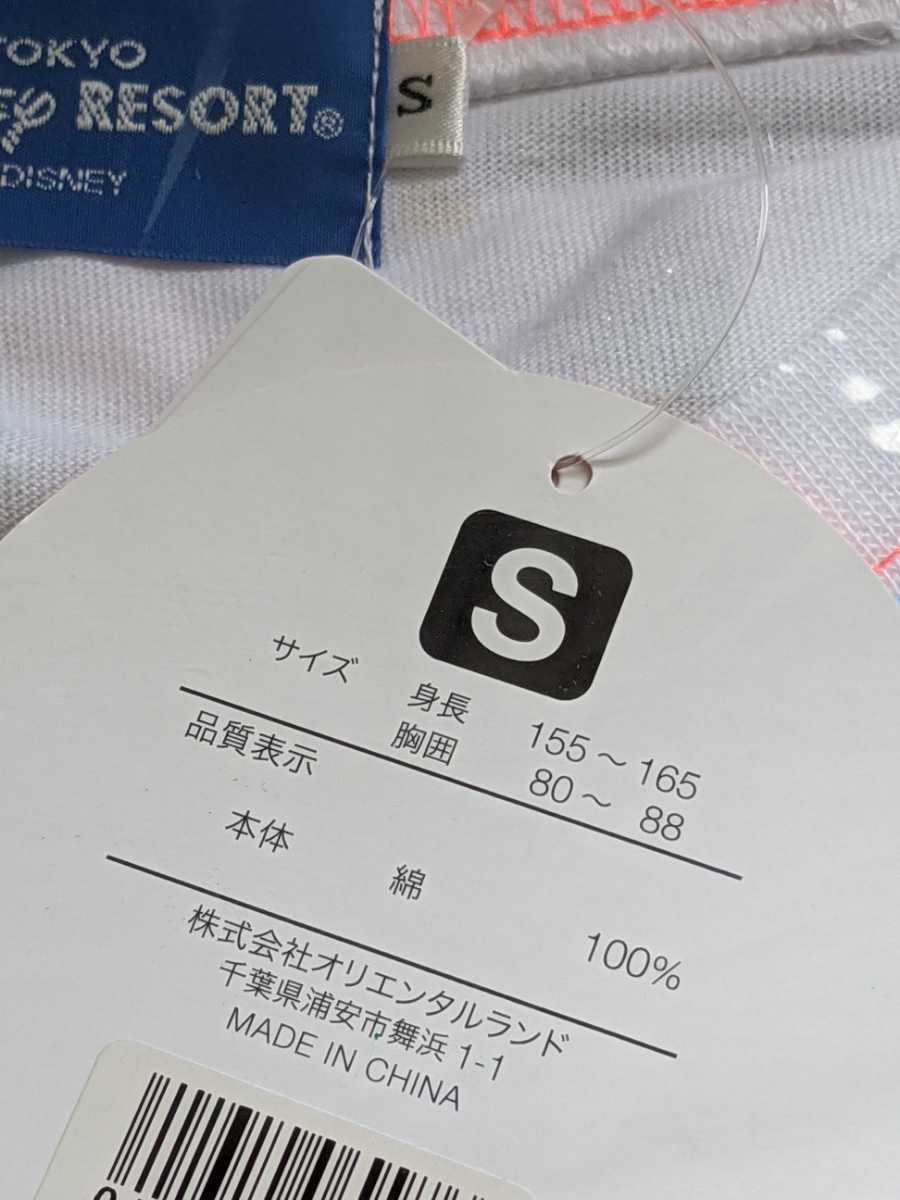 TOKYO
RESORT®
DISNEY
S
S
サイズ
身長 155～165
胸囲 80～ 88
品質表示
本体 綿 100%
株式会社オリエンタルランド
千葉県浦安市舞浜 1-1
MADE IN CHINA